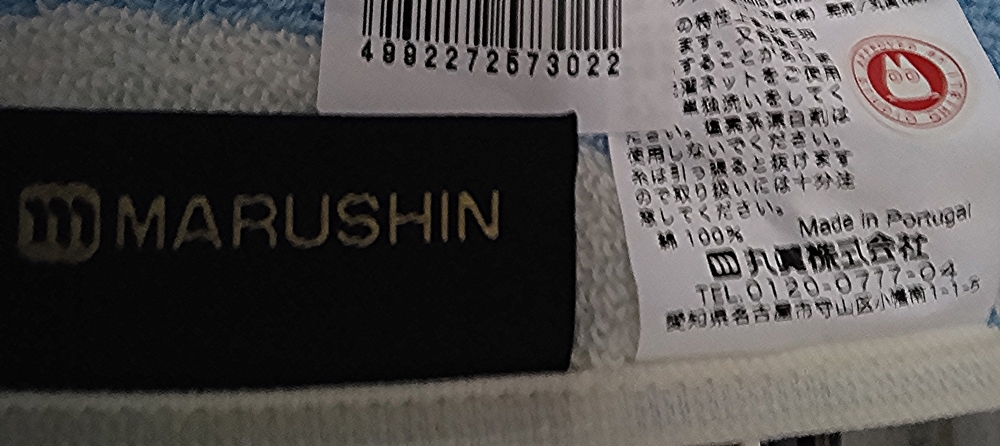 4992272573022
MARUSHIN
の特性上
ます。又
することがあり
ネットをご使用
単独洗いをしてく
ださい。塩素系漂白剤は
使用しないでください。
糸は引っ張ると抜けます
ので取り扱いには十分注
意してください。
綿 100%
Made in Portugal
丸眞株式会社
TEL.0120-0777-04
愛知県名古屋市守山区小幡南1-1-5